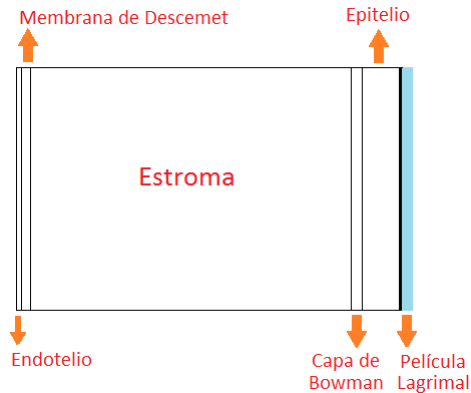 Membrana de Descemet
Epitelio
Estroma
Endotelio
Capa de
Bowman
Película
Lagrimal